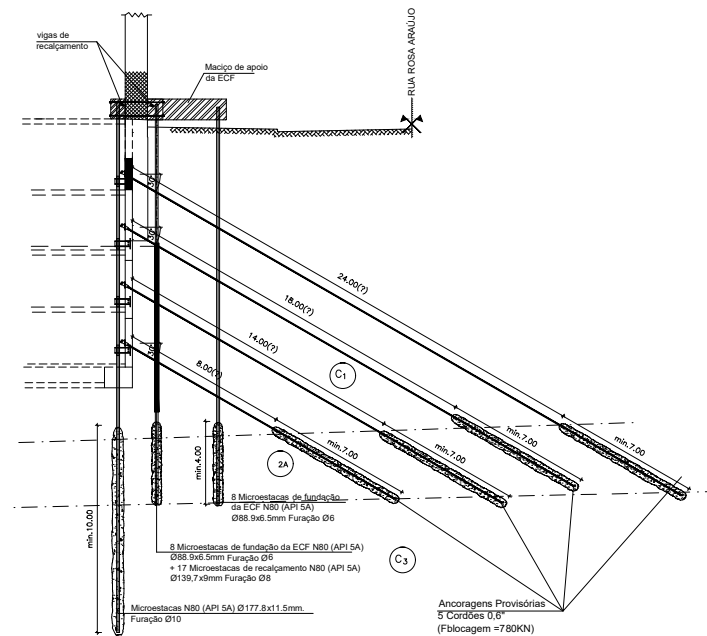 vigas de
recalçamento
Maciço de apoio
da ECF
RUA ROSA ARAÚJO
30°
30°
30°
24.00(?)
18.00(?)
14.00(?)
8.00(?)
C1
min.7.00
min.7.00
min.7.00
min.7.00
min.4.00
min.10.00
2A
8 Microestacas de fundação
da ECF N80 (API 5A)
Ø88.9x6.5mm Furação Ø6
8 Microestacas de fundação da ECF N80 (API 5A)
Ø88.9x6.5mm Furação Ø6
+ 17 Microestacas de recalçamento N80 (API 5A)
Ø139,7x9mm Furação Ø8
C3
Microestacas N80 (API 5A) Ø177.8x11.5mm.
Furação Ø10
Ancoragens Provisórias
5 Cordões 0,6"
(Fblocagem =780KN)